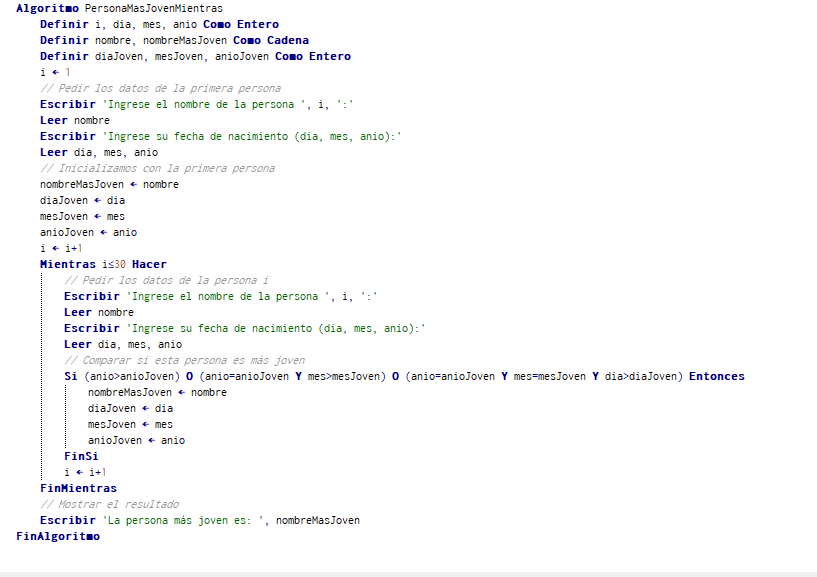 Algoritmo PersonaMasJovenMientras
Definir i, dia, mes, anio Como Entero
Definir nombre, nombreMasJoven Como Cadena
Definir diaJoven, mesJoven, anioJoven Como Entero
i ← 1
// Pedir los datos de la primera persona
Escribir 'Ingrese el nombre de la persona ', i, ':'
Leer nombre
Escribir 'Ingrese su fecha de nacimiento (dia, mes, anio):'
Leer dia, mes, anio
// Inicializamos con la primera persona
nombreMasJoven ← nombre
diaJoven ← dia
mesJoven ← mes
anioJoven ← anio
i ← i+1
Mientras i≤30 Hacer
// Pedir los datos de la persona i
Escribir 'Ingrese el nombre de la persona ', i, ':'
Leer nombre
Escribir 'Ingrese su fecha de nacimiento (dia, mes, anio):'
Leer dia, mes, anio
// Comparar si esta persona es más joven
Si (anio>anioJoven) O (anio=anioJoven Y mes>mesJoven) O (anio=anioJoven Y mes=mesJoven Y dia>diaJoven) Entonces
nombreMasJoven ← nombre
diaJoven ← dia
mesJoven ← mes
anioJoven ← anio
FinSi
i ← i+1
FinMientras
// Mostrar el resultado
Escribir 'La persona más joven es: ', nombreMasJoven
FinAlgoritmo